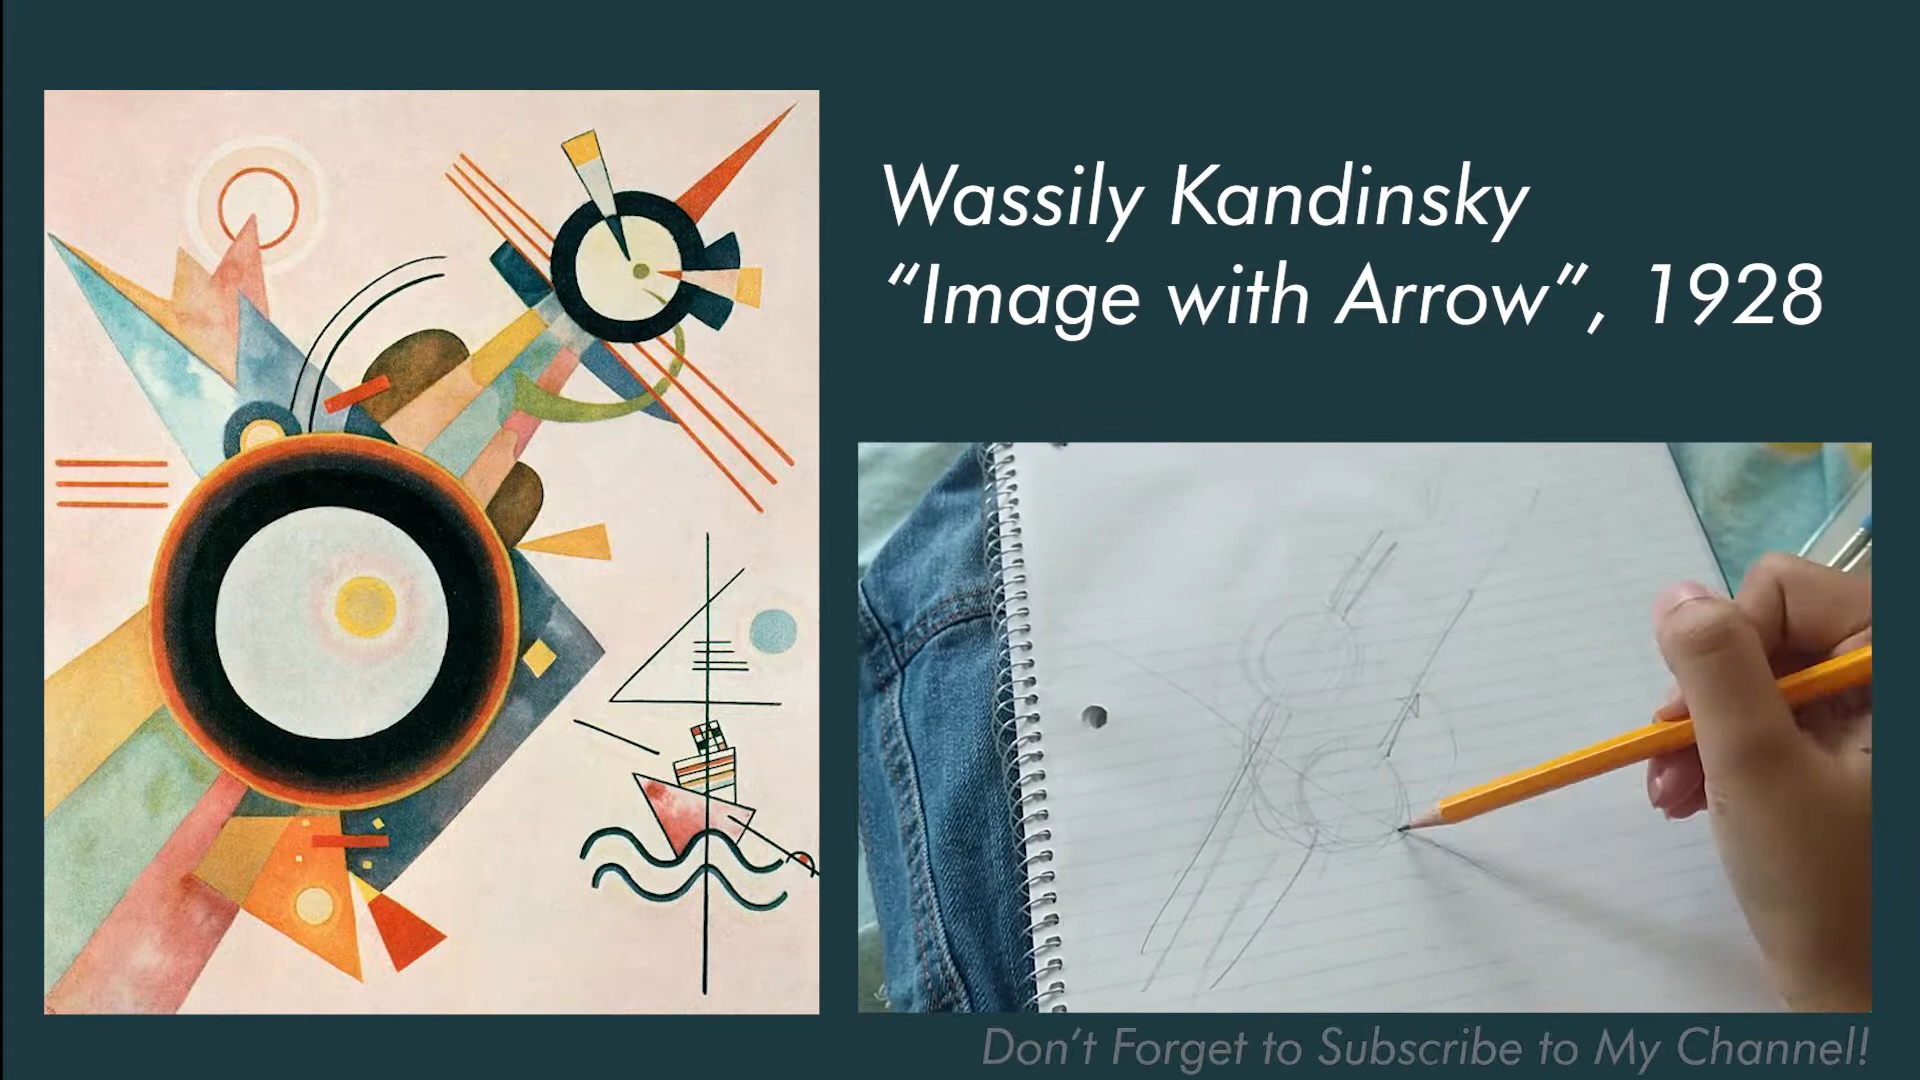 Wassily Kandinsky
“Image with Arrow”, 1928
Don’t Forget to Subscribe to My Channel!